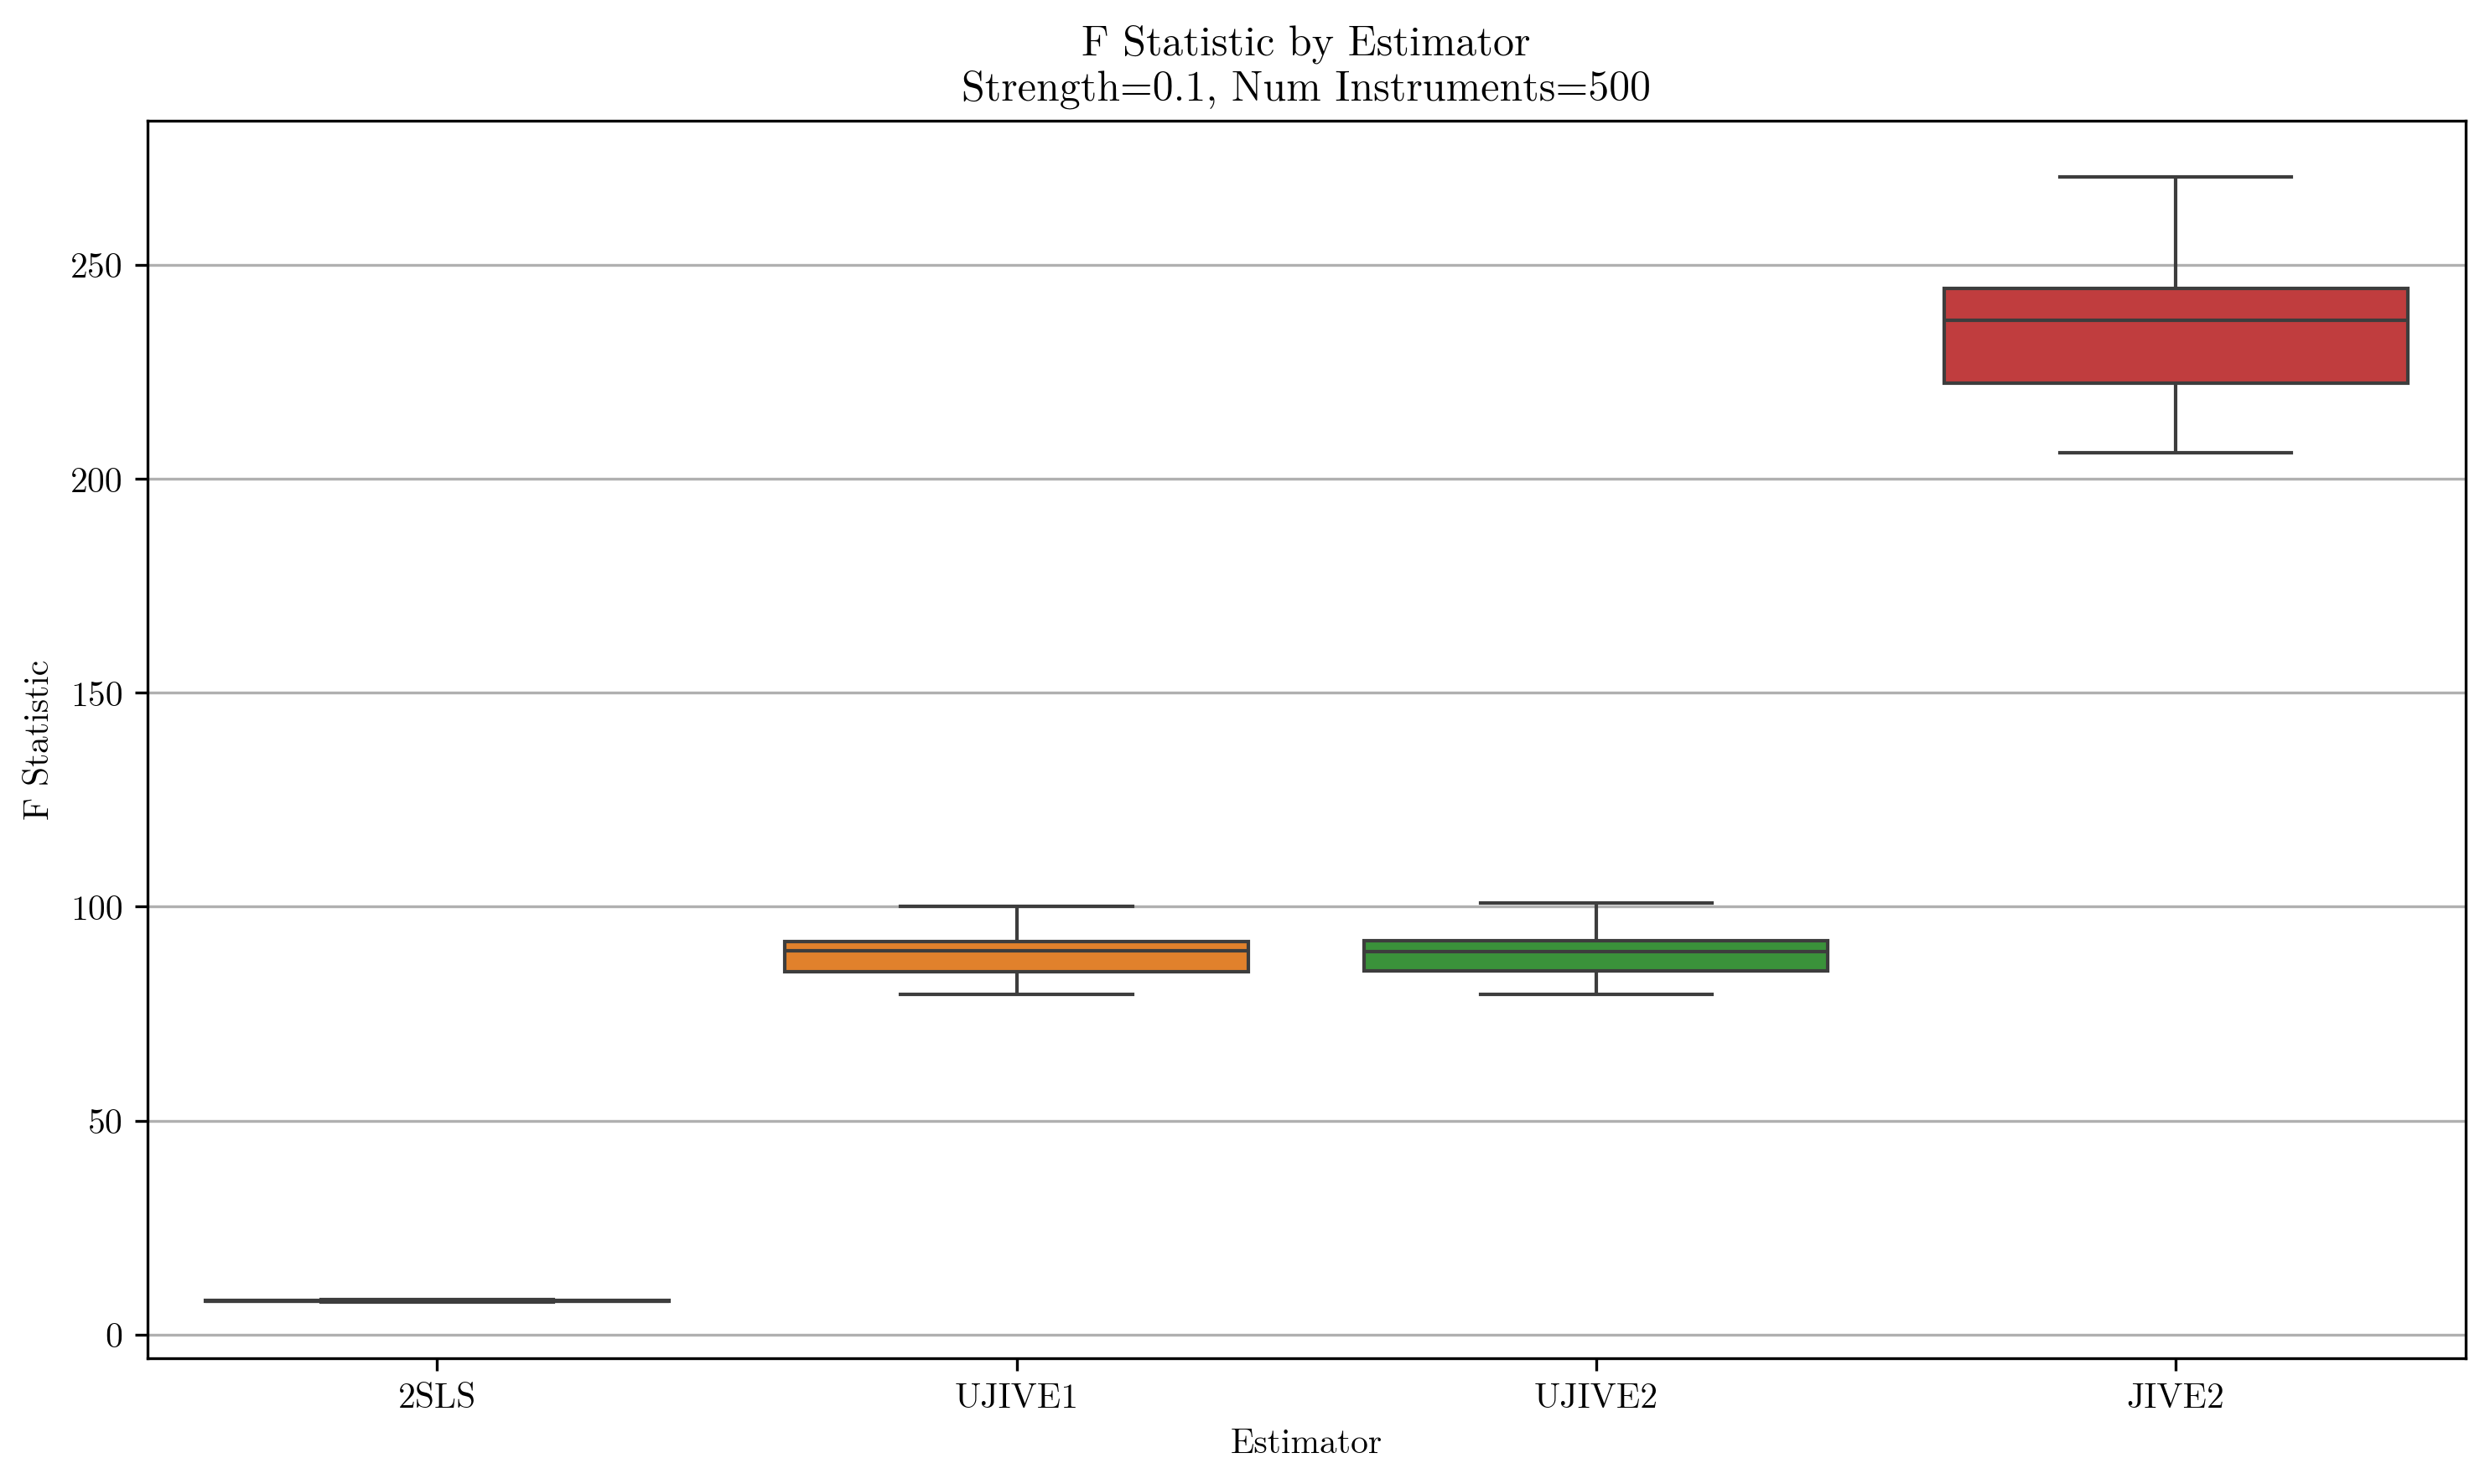 F Statistic by Estimator
Strength=0.1, Num Instruments=500
F Statistic
250
200
150
100
50
0
2SLS UJIVE1 UJIVE2 JIVE2
Estimator